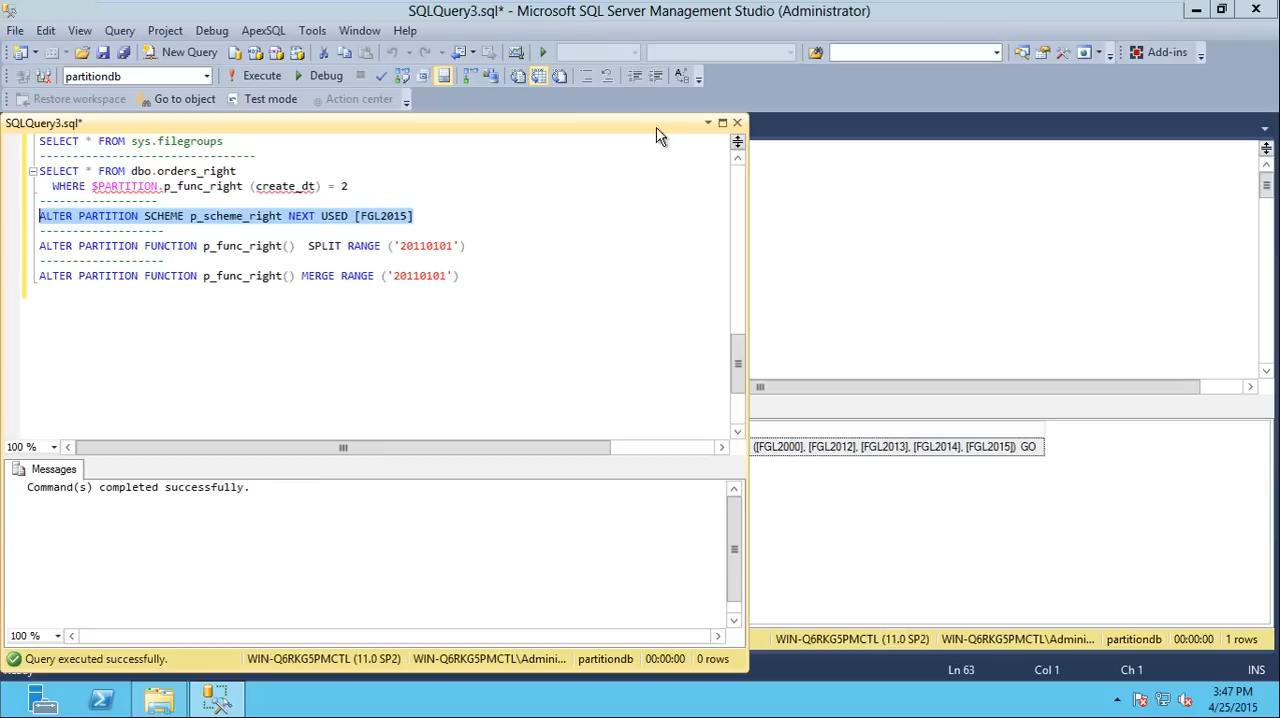 SQLQuery3.sql* - Microsoft SQL Server Management Studio (Administrator)
File Edit View Query Project Debug ApexSQL Tools Window Help
New Query Add-ins
partitiondb Execute Debug
Restore workspace Go to object Test mode Action center
SQLQuery3.sql*
SELECT * FROM sys.filegroups
---------------------------------
SELECT * FROM dbo.orders_right
WHERE $PARTITION.p_func_right (create_dt) = 2
------------------
ALTER PARTITION SCHEME p_scheme_right NEXT USED [FGL2015]
-------------------
ALTER PARTITION FUNCTION p_func_right() SPLIT RANGE ('20110101')
-------------------
ALTER PARTITION FUNCTION p_func_right() MERGE RANGE ('20110101')
100 %
([FGL2000], [FGL2012], [FGL2013], [FGL2014], [FGL2015]) GO
Messages
Command(s) completed successfully.
100 %
WIN-Q6RKG5PMCTL (11.0 SP2) WIN-Q6RKG5PMCTL\Admini... partitiondb 00:00:00 1 rows
Query executed successfully. WIN-Q6RKG5PMCTL (11.0 SP2) WIN-Q6RKG5PMCTL\Admini... partitiondb 00:00:00 0 rows
Ln 63 Col 1 Ch 1 INS
3:47 PM
4/25/2015